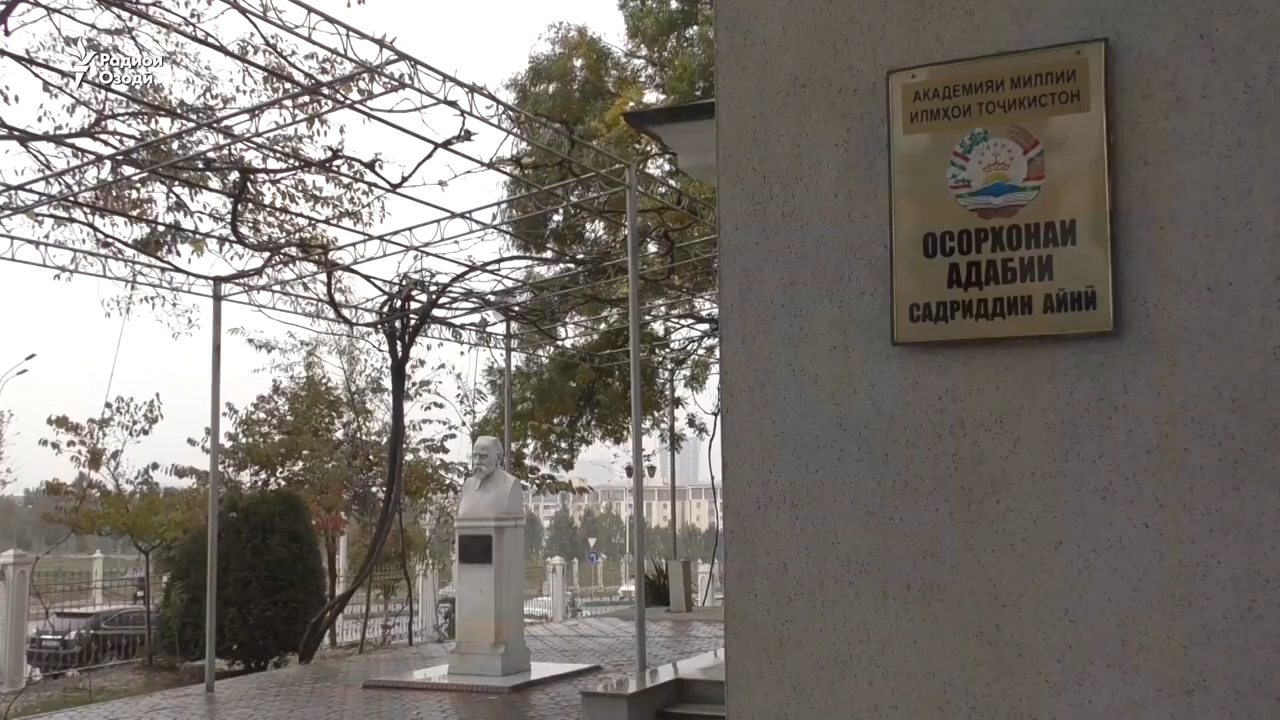 Радиои
Озодӣ
АКАДЕМИЯИ МИЛЛИИ
ИЛМҲОИ ТОҶИКИСТОН
ОСОРХОНАИ
АДАБИИ
САДРИДДИН АЙНӢ